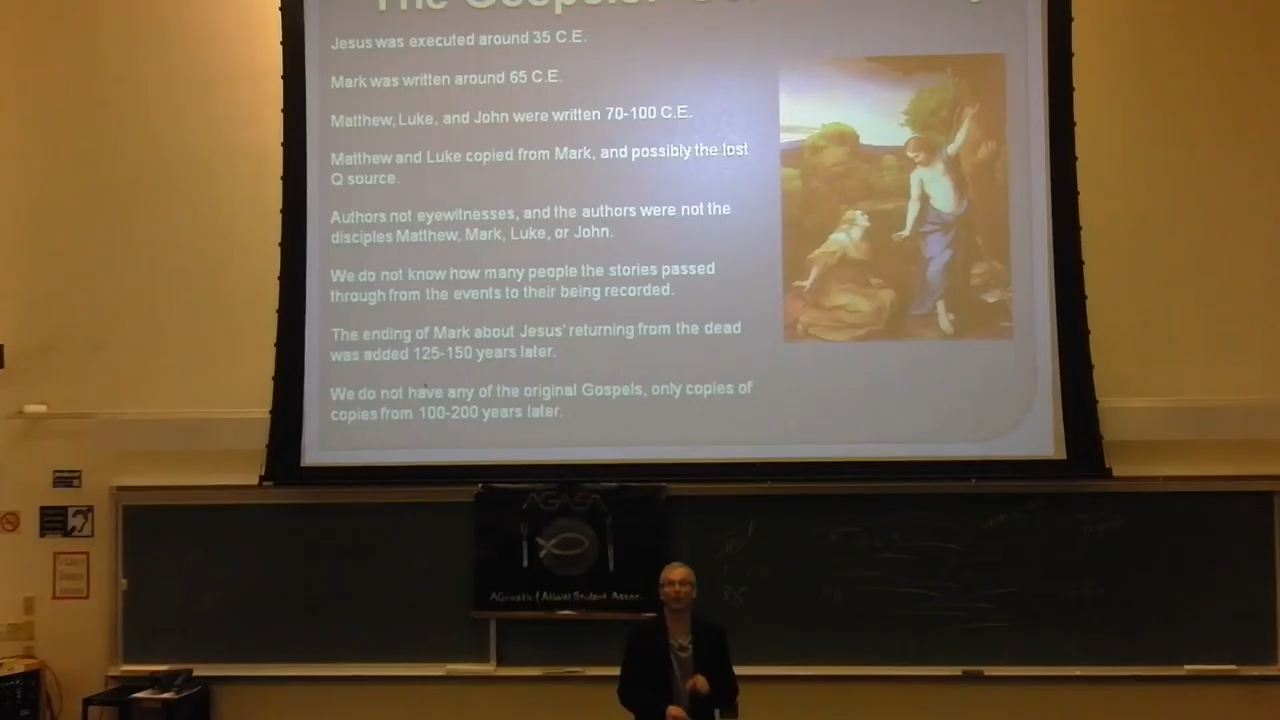 The Gospels:
Jesus was executed around 35 C.E.
Mark was written around 65 C.E.
Matthew, Luke, and John were written 70-100 C.E.
Matthew and Luke copied from Mark, and possibly the lost
Q source.
Authors not eyewitnesses, and the authors were not the
disciples Matthew, Mark, Luke, or John.
We do not know how many people the stories passed
through from the events to their being recorded.
The ending of Mark about Jesus' returning from the dead
was added 125-150 years later.
We do not have any of the original Gospels, only copies of
copies from 100-200 years later.
AGASA
AGnostic & Atheist Student Assoc.